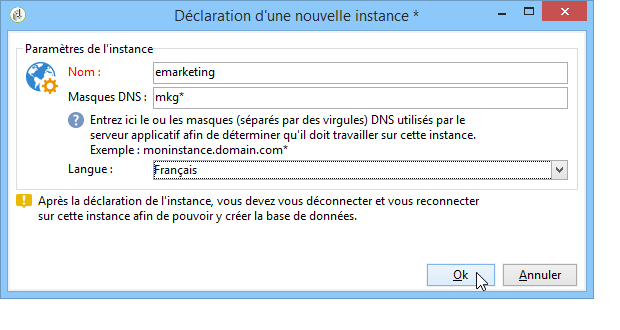 Déclaration d'une nouvelle instance *
Paramètres de l'instance
Nom : emarketing
Masques DNS : mkg*
Entrez ici le ou les masques (séparés par des virgules) DNS utilisés par le
serveur applicatif afin de déterminer qu'il doit travailler sur cette instance.
Exemple : moninstance.domain.com*
Langue : Français
Après la déclaration de l'instance, vous devez vous déconnecter et vous reconnecter
sur cette instance afin de pouvoir y créer la base de données.
Ok Annuler